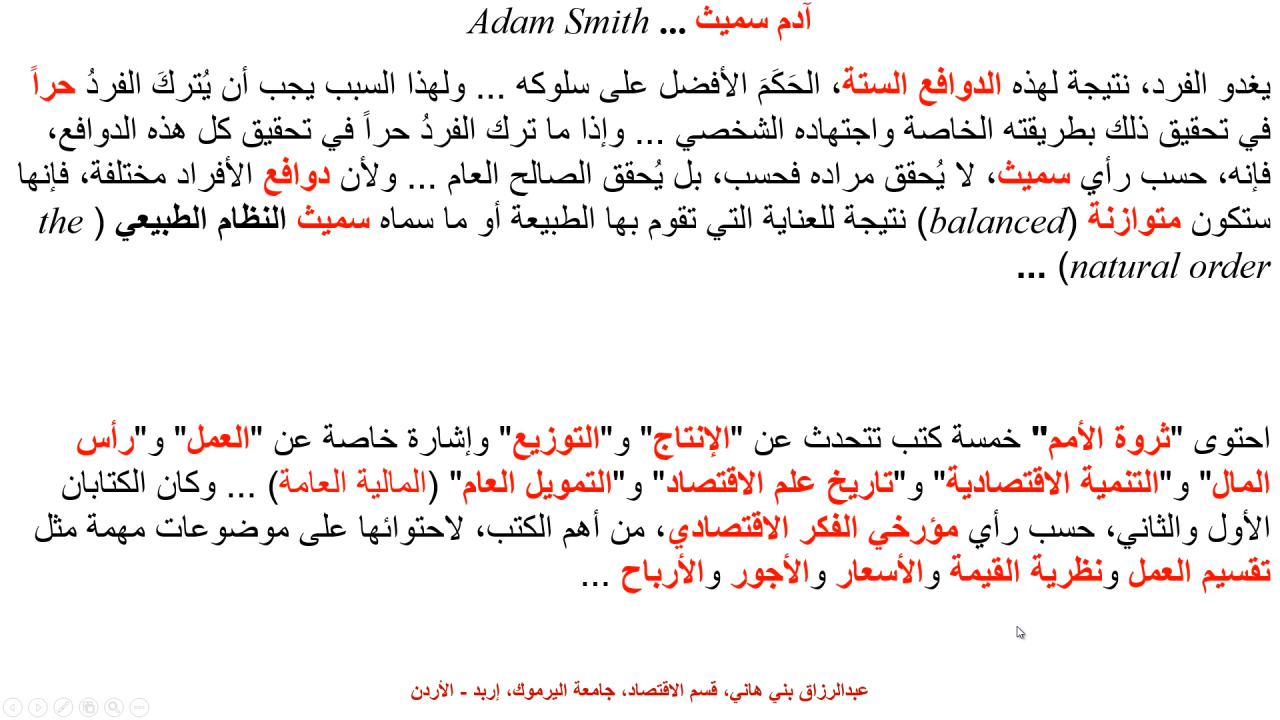 آدم سميث ... Adam Smith
يغدو الفرد، نتيجة لهذه الدوافع الستة، الحَكَمَ الأفضل على سلوكه ... ولهذا السبب يجب أن يُتركَ الفردُ حراً
في تحقيق ذلك بطريقته الخاصة واجتهاده الشخصي ... وإذا ما ترك الفردُ حراً في تحقيق كل هذه الدوافع،
فإنه، حسب رأي سميث، لا يُحقق مراده فحسب، بل يُحقق الصالح العام ... ولأن دوافع الأفراد مختلفة، فإنها
ستكون متوازنة (balanced) نتيجة للعناية التي تقوم بها الطبيعة أو ما سماه سميث النظام الطبيعي ( the
natural order) ...
احتوى "ثروة الأمم" خمسة كتب تتحدث عن "الإنتاج" و"التوزيع" وإشارة خاصة عن "العمل" و"رأس
المال" و"التنمية الاقتصادية" و"تاريخ علم الاقتصاد" و"التمويل العام" (المالية العامة) ... وكان الكتابان
الأول والثاني، حسب رأي مؤرخي الفكر الاقتصادي، من أهم الكتب، لاحتوائها على موضوعات مهمة مثل
تقسيم العمل ونظرية القيمة والأسعار والأجور والأرباح ...
عبدالرزاق بني هاني، قسم الاقتصاد، جامعة اليرموك، إربد - الأردن